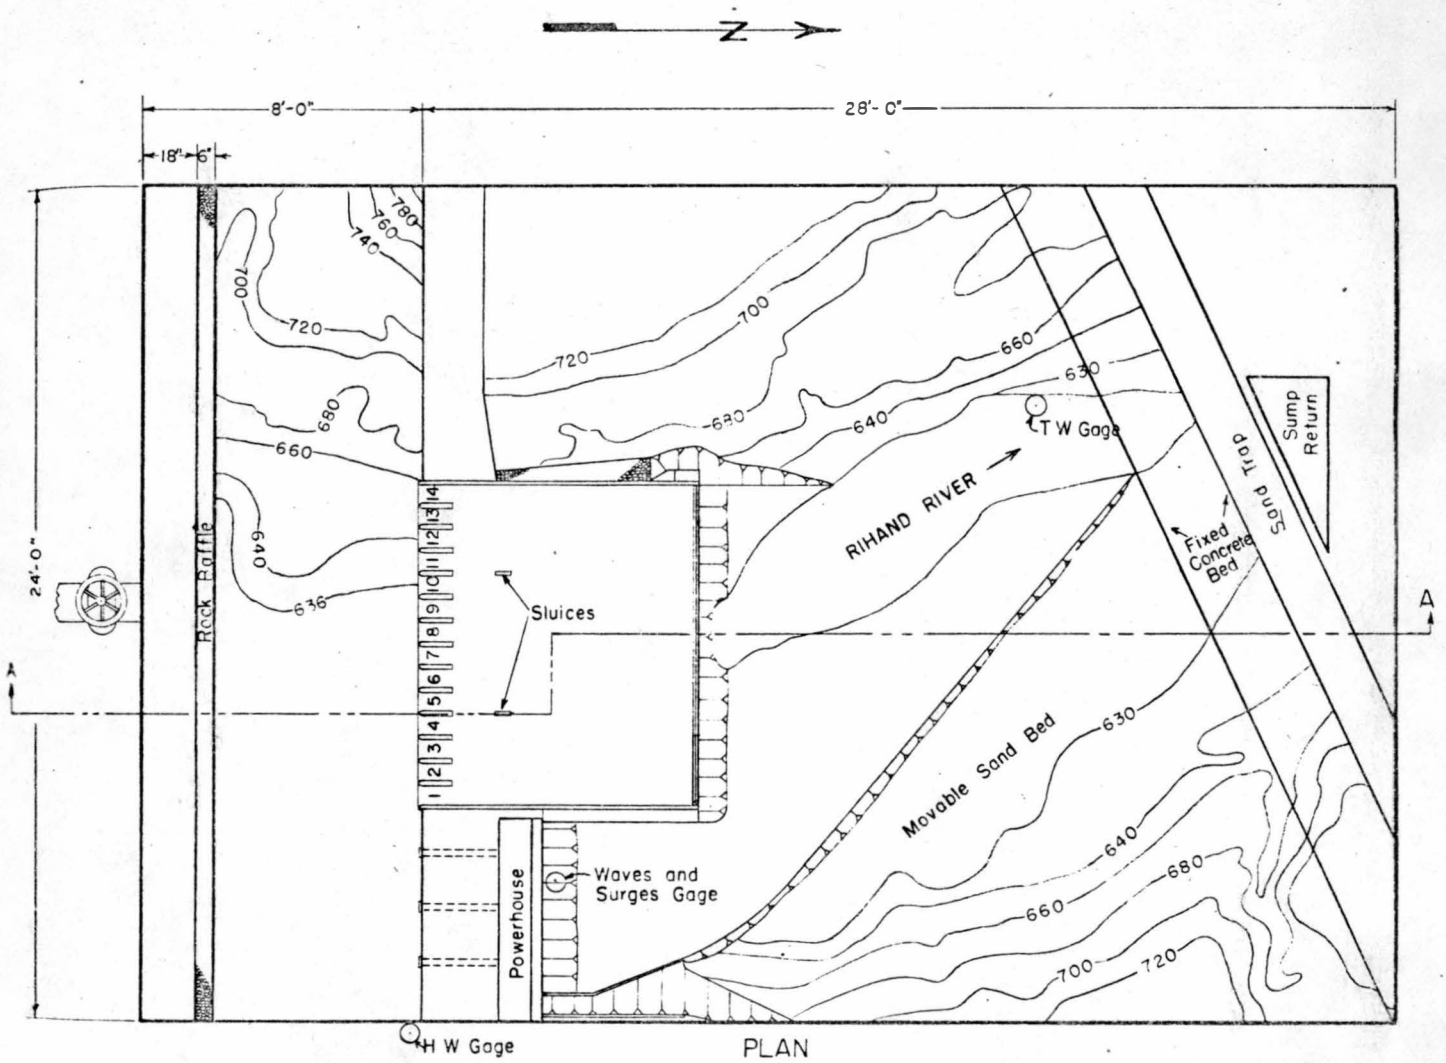 N
8'-0"
28'-0"
18"
6"
780
760
740
700
720
700
720
660
680
630
680
660
640
T W Gage
Sump
Return
Sand Trap
RIHAND RIVER
Fixed
Concrete
Bed
24'-0"
Rock Baffle
640
636
14
13
12
11
10
9
8
7
6
5
4
3
2
1
Sluices
A
A
630
Movable Sand Bed
640
680
660
700
720
Powerhouse
Waves and
Surges Gage
H W Gage
PLAN